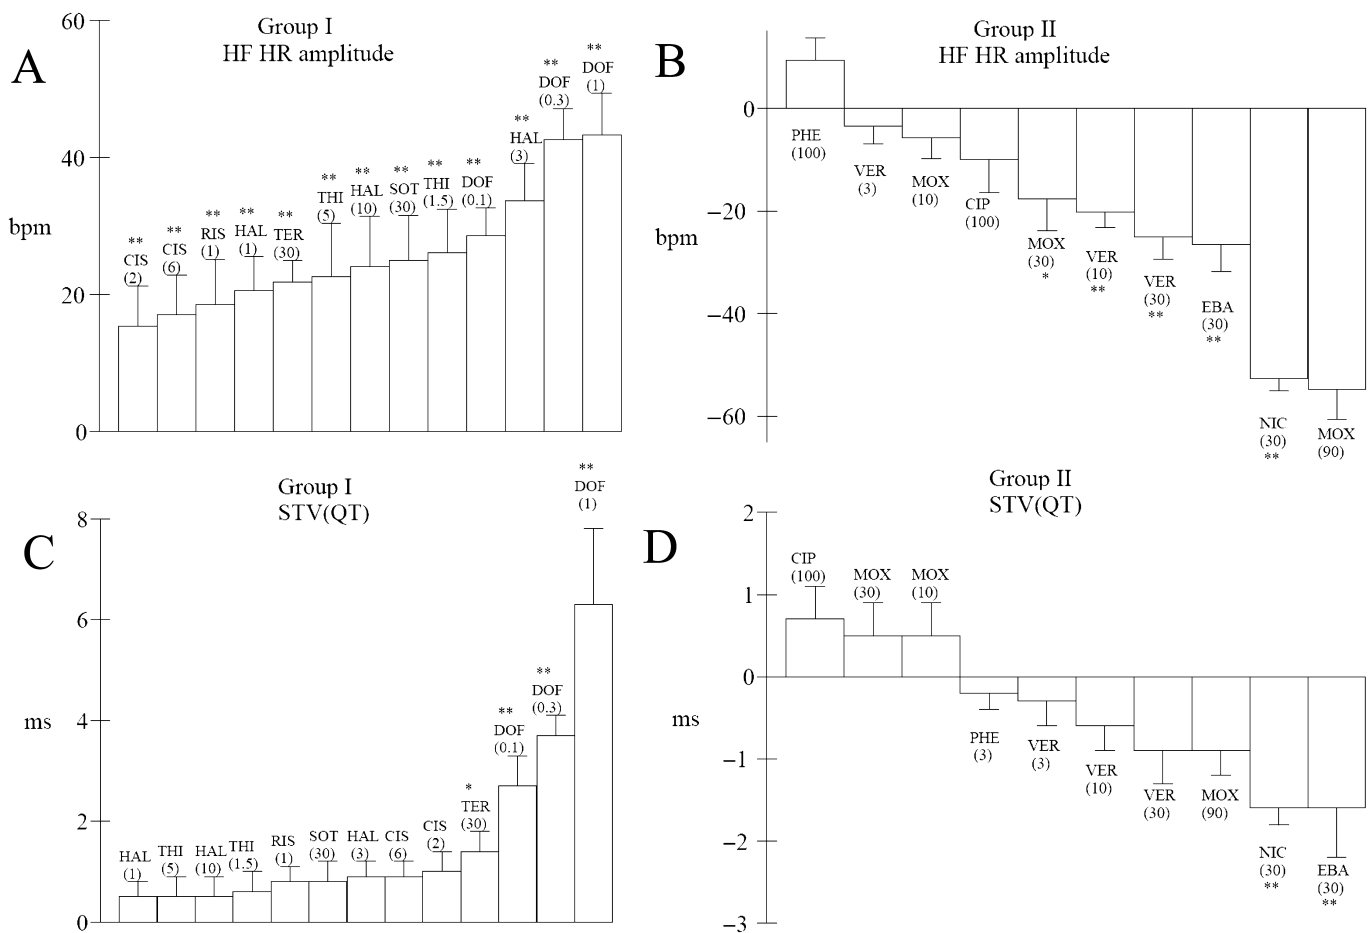 A
Group I
HF HR amplitude
60
40
20
0
bpm
**
CIS
(2)
**
CIS
(6)
**
RIS
(1)
**
HAL
(1)
**
TER
(30)
**
THI
(5)
**
HAL
(10)
**
SOT
(30)
**
THI
(1.5)
**
DOF
(0.1)
**
HAL
(3)
**
DOF
(0.3)
**
DOF
(1)
B
Group II
HF HR amplitude
0
−20
−40
−60
bpm
PHE
(100)
VER
(3)
MOX
(10)
CIP
(100)
MOX
(30)
*
VER
(10)
**
VER
(30)
**
EBA
(30)
**
NIC
(30)
**
MOX
(90)
C
Group I
STV(QT)
8
6
4
2
0
ms
HAL
(1)
THI
(5)
HAL
(10)
THI
(1.5)
RIS
(1)
SOT
(30)
HAL
(3)
CIS
(6)
CIS
(2)
*
TER
(30)
**
DOF
(0.1)
**
DOF
(0.3)
**
DOF
(1)
D
Group II
STV(QT)
2
1
0
−1
−2
−3
ms
CIP
(100)
MOX
(30)
MOX
(10)
PHE
(3)
VER
(3)
VER
(10)
VER
(30)
MOX
(90)
NIC
(30)
**
EBA
(30)
**